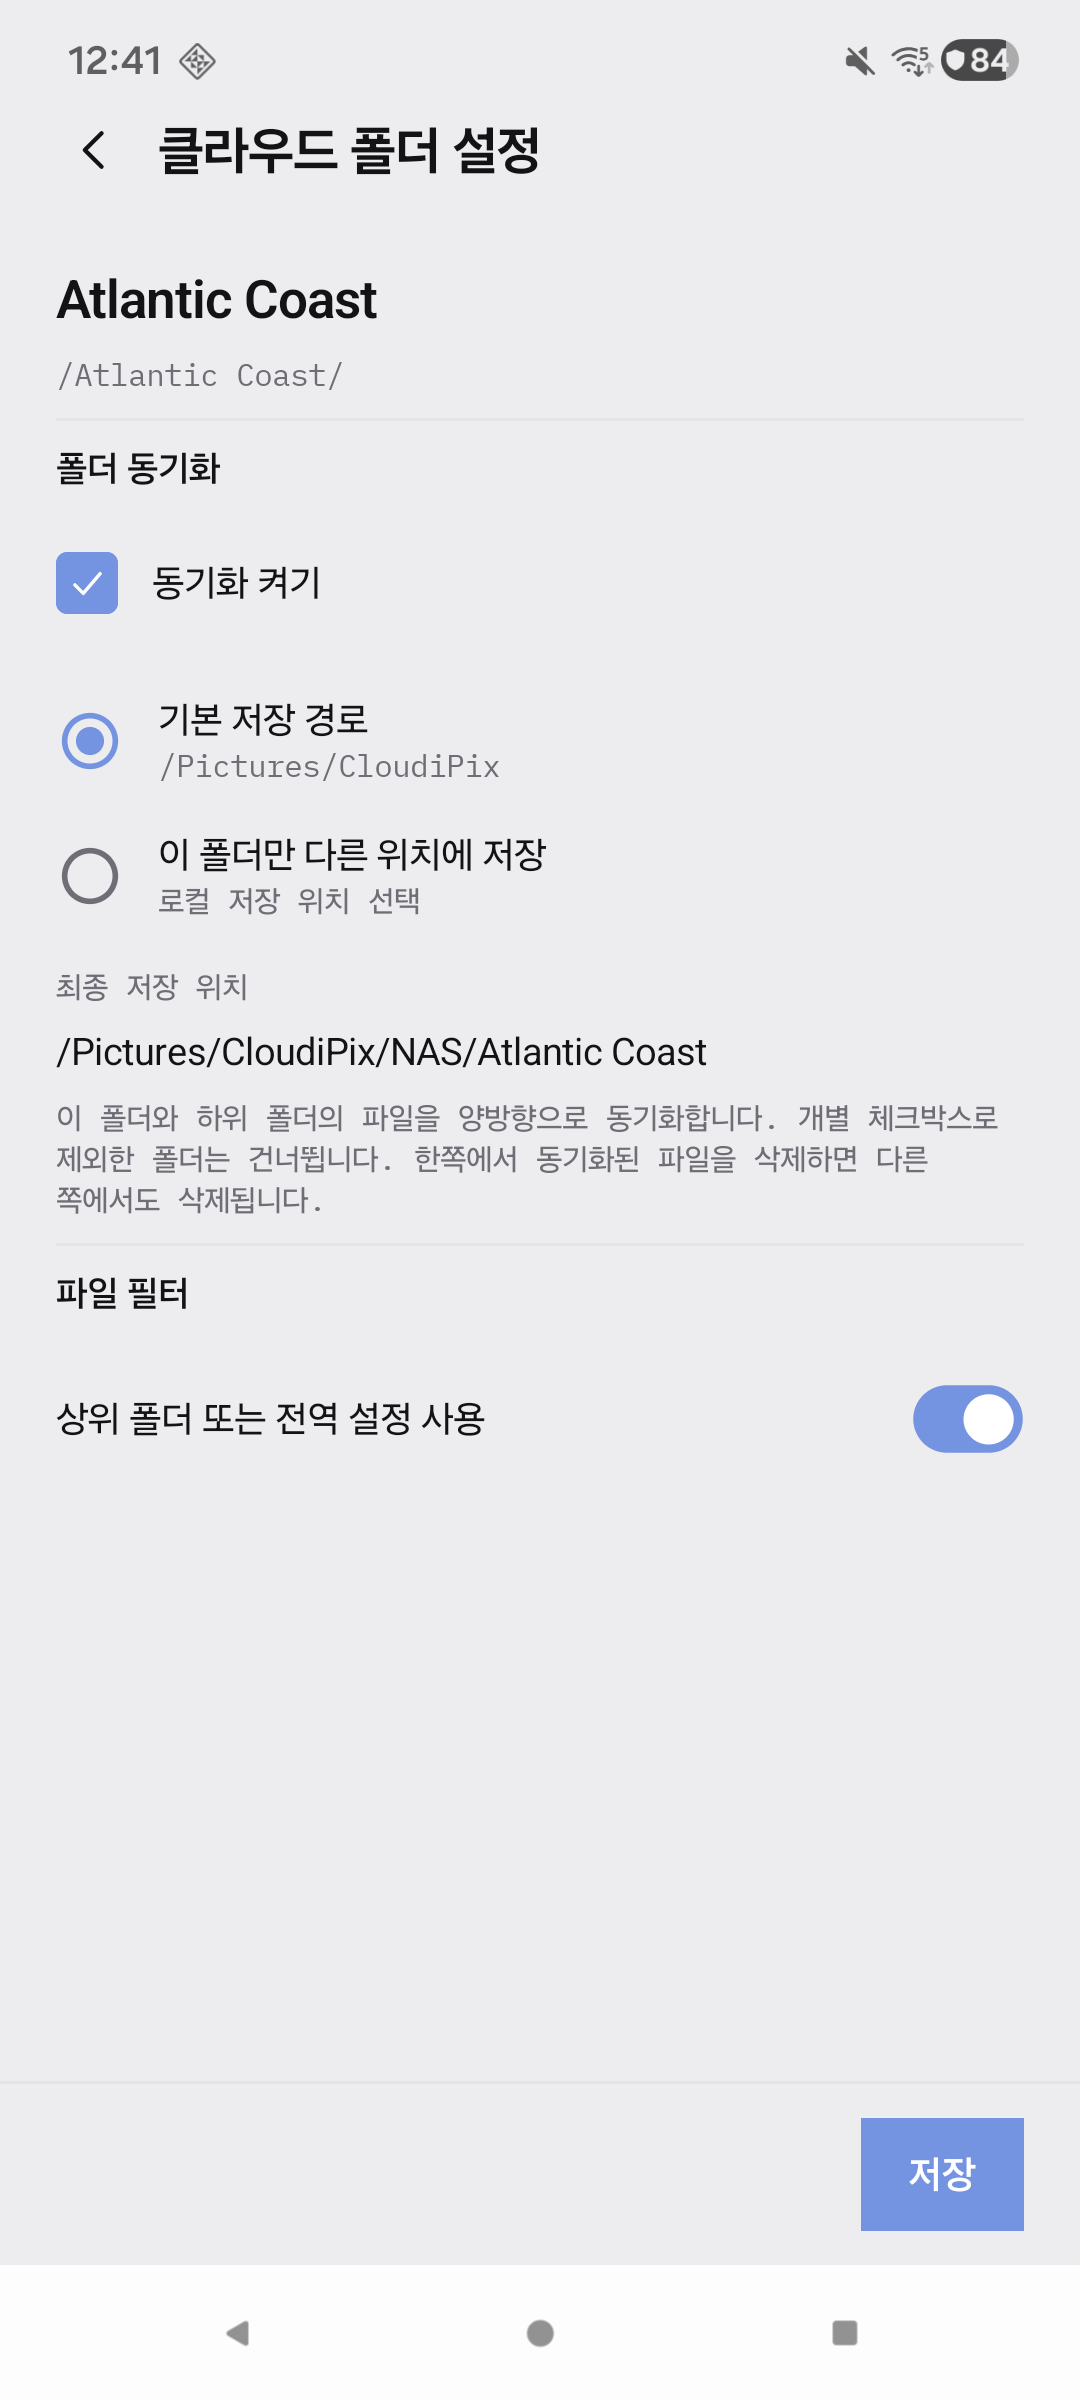 12:41
5
84
클라우드 폴더 설정
Atlantic Coast
/Atlantic Coast/
폴더 동기화
동기화 켜기
기본 저장 경로
/Pictures/CloudiPix
이 폴더만 다른 위치에 저장
로컬 저장 위치 선택
최종 저장 위치
/Pictures/CloudiPix/NAS/Atlantic Coast
이 폴더와 하위 폴더의 파일을 양방향으로 동기화합니다. 개별 체크박스로
제외한 폴더는 건너뜁니다. 한쪽에서 동기화된 파일을 삭제하면 다른
쪽에서도 삭제됩니다.
파일 필터
상위 폴더 또는 전역 설정 사용
저장